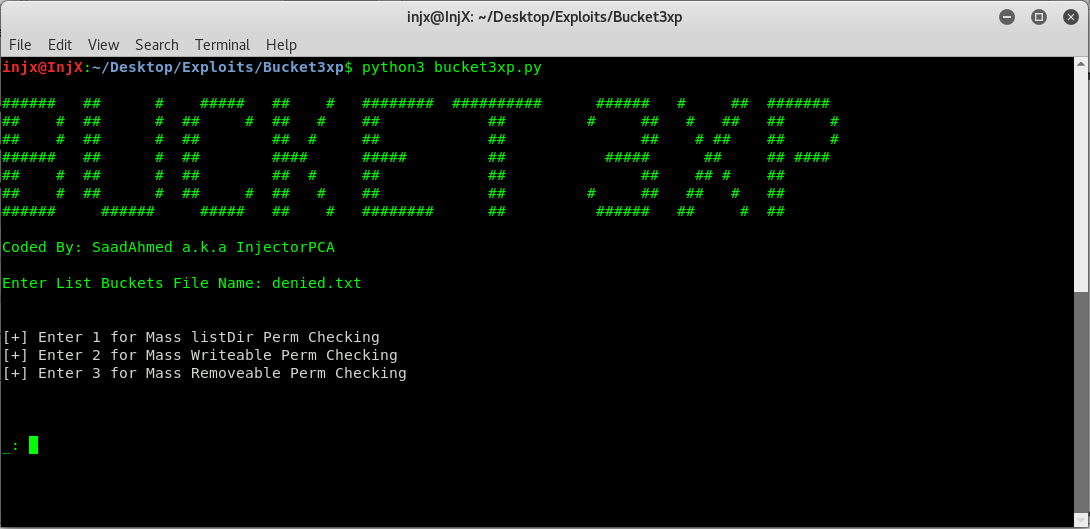 injx@InjX: ~/Desktop/Exploits/Bucket3xp
File Edit View Search Terminal Help
injx@InjX:~/Desktop/Exploits/Bucket3xp$ python3 bucket3xp.py
BUCKET 3XP
Coded By: SaadAhmed a.k.a InjectorPCA
Enter List Buckets File Name: denied.txt
[+] Enter 1 for Mass listDir Perm Checking
[+] Enter 2 for Mass Writeable Perm Checking
[+] Enter 3 for Mass Removeable Perm Checking
_: